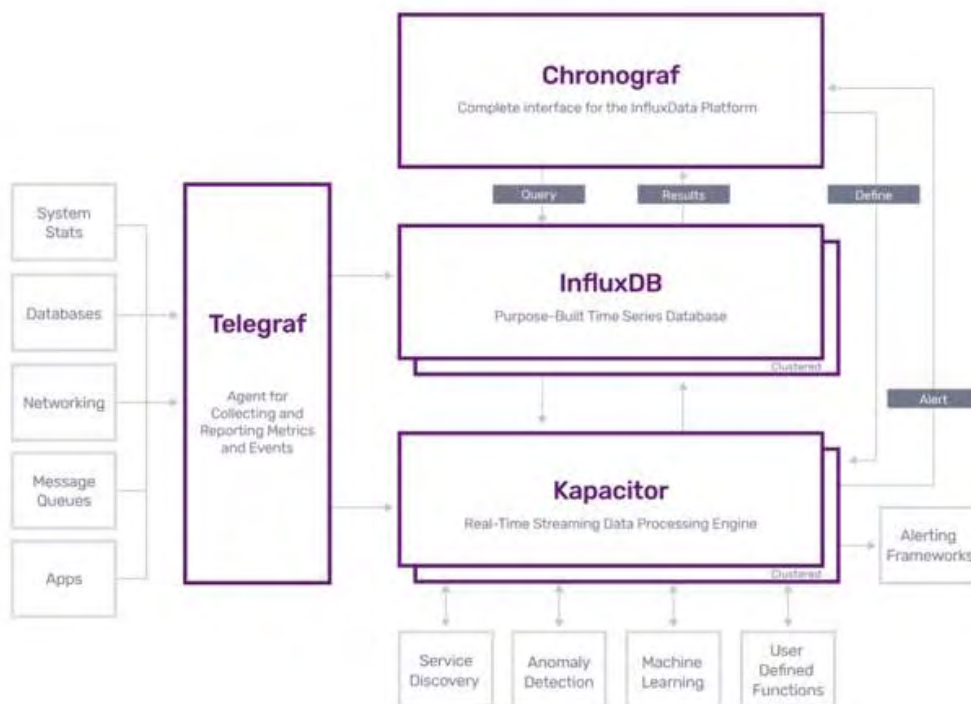 Chronograf
Complete interface for the InfluxData Platform
Query
Results
Define
System
Stats
Databases
Networking
Message
Queues
Apps
Telegraf
Agent for
Collecting and
Reporting Metrics
and Events
InfluxDB
Purpose-Built Time Series Database
Clustered
Alert
Kapacitor
Real-Time Streaming Data Processing Engine
Clustered
Alerting
Frameworks
Service
Discovery
Anomaly
Detection
Machine
Learning
User
Defined
Functions